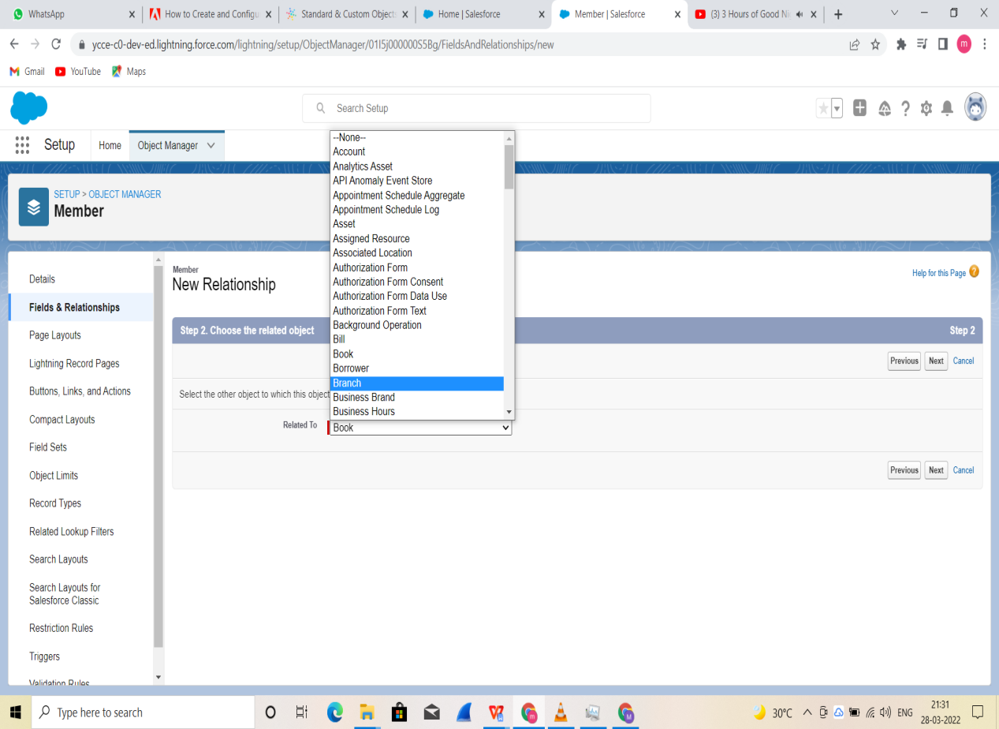 WhatsApp
How to Create and Configu
Standard & Custom Object
Home | Salesforce
Member | Salesforce
(3) 3 Hours of Good Ni
ycce-c0-dev-ed.lightning.force.com/lightning/setup/ObjectManager/01I5j000000S5Bg/FieldsAndRelationships/new
m
Gmail
YouTube
Maps
Search Setup
Setup
Home
Object Manager
SETUP > OBJECT MANAGER
Member
Details
Fields & Relationships
Page Layouts
Lightning Record Pages
Buttons, Links, and Actions
Compact Layouts
Field Sets
Object Limits
Record Types
Related Lookup Filters
Search Layouts
Search Layouts for
Salesforce Classic
Restriction Rules
Triggers
Validation Rules
Member
New Relationship
Help for this Page
Step 2. Choose the related object
Step 2
Previous Next Cancel
Select the other object to which this object
Related To
Book
--None--
Account
Analytics Asset
API Anomaly Event Store
Appointment Schedule Aggregate
Appointment Schedule Log
Asset
Assigned Resource
Associated Location
Authorization Form
Authorization Form Consent
Authorization Form Data Use
Authorization Form Text
Background Operation
Bill
Book
Borrower
Branch
Business Brand
Business Hours
Previous Next Cancel
Type here to search
30°C
ENG
21:31
28-03-2022